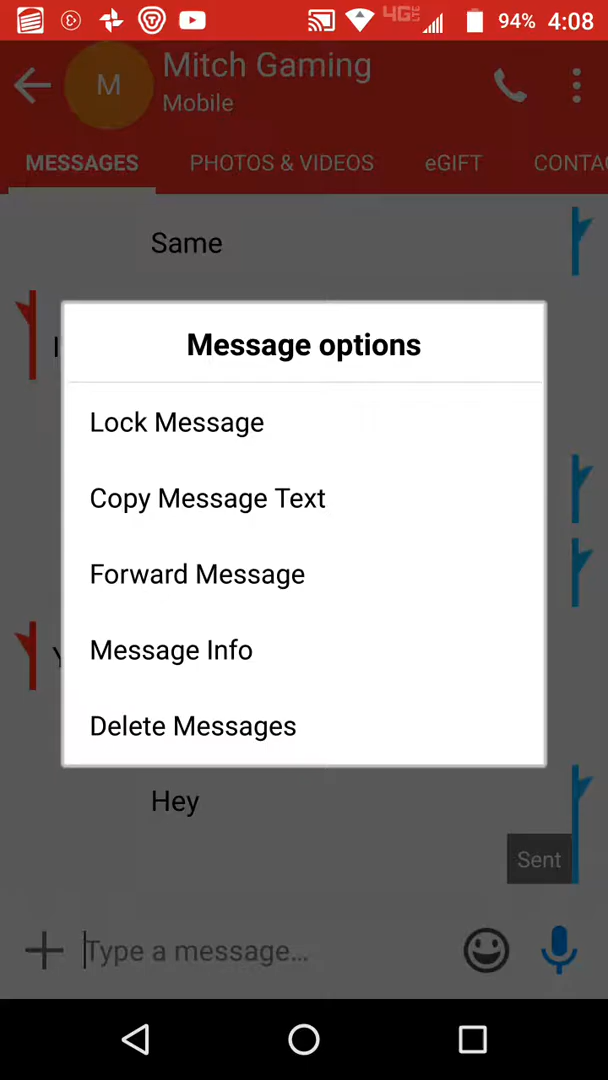 94% 4:08
M
Mitch Gaming
Mobile
MESSAGES PHOTOS & VIDEOS eGIFT CONTA
Same
Message options
Lock Message
Copy Message Text
Forward Message
Message Info
Delete Messages
Hey
Sent
Type a message...